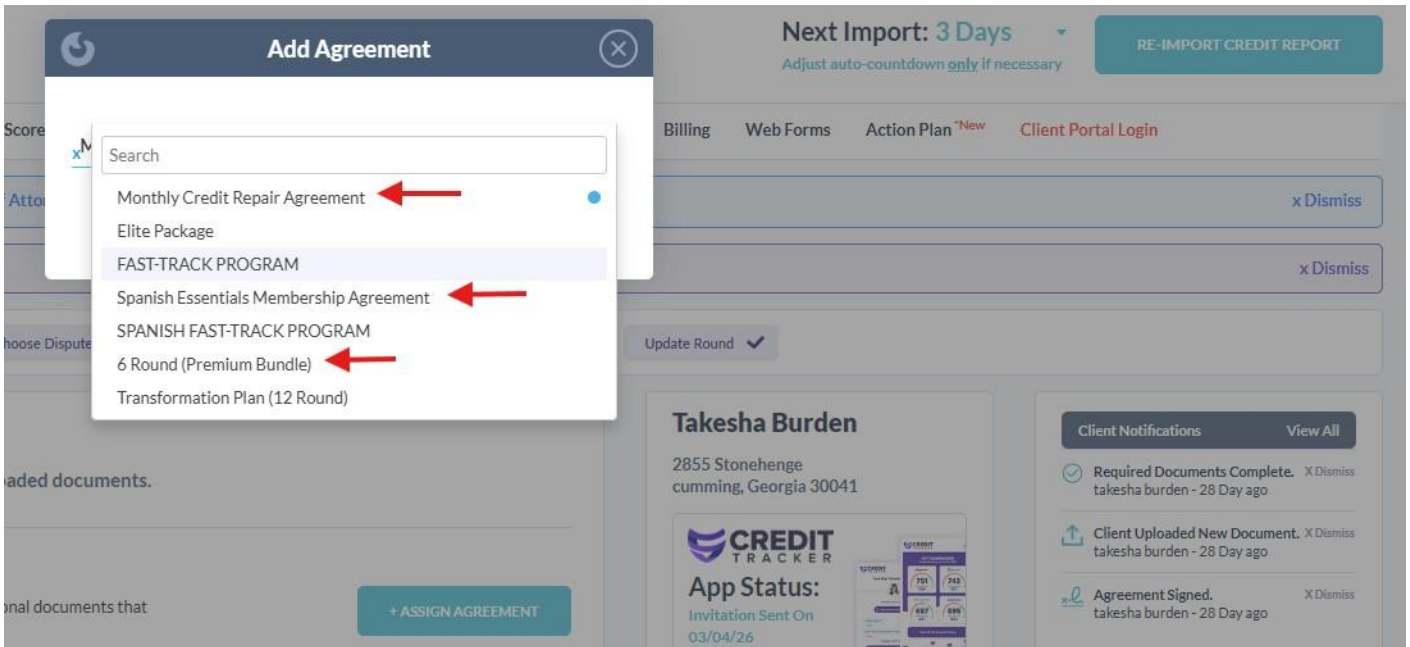 Add Agreement
Next Import: 3 Days
Adjust auto-countdown only if necessary
RE-IMPORT CREDIT REPORT
Score
Billing
Web Forms
Action Plan *New
Client Portal Login
xM
Search
Monthly Credit Repair Agreement
Elite Package
FAST-TRACK PROGRAM
Spanish Essentials Membership Agreement
SPANISH FAST-TRACK PROGRAM
6 Round (Premium Bundle)
Transformation Plan (12 Round)
x Dismiss
x Dismiss
Update Round
Takesha Burden
2855 Stonehenge
cumming, Georgia 30041
CREDIT
TRACKER
App Status:
Invitation Sent On
03/04/26
751
743
Client Notifications
View All
Required Documents Complete. X Dismiss
takesha burden - 28 Day ago
Client Uploaded New Document. X Dismiss
takesha burden - 28 Day ago
Agreement Signed. X Dismiss
takesha burden - 28 Day ago
aded documents.
onal documents that
+ ASSIGN AGREEMENT